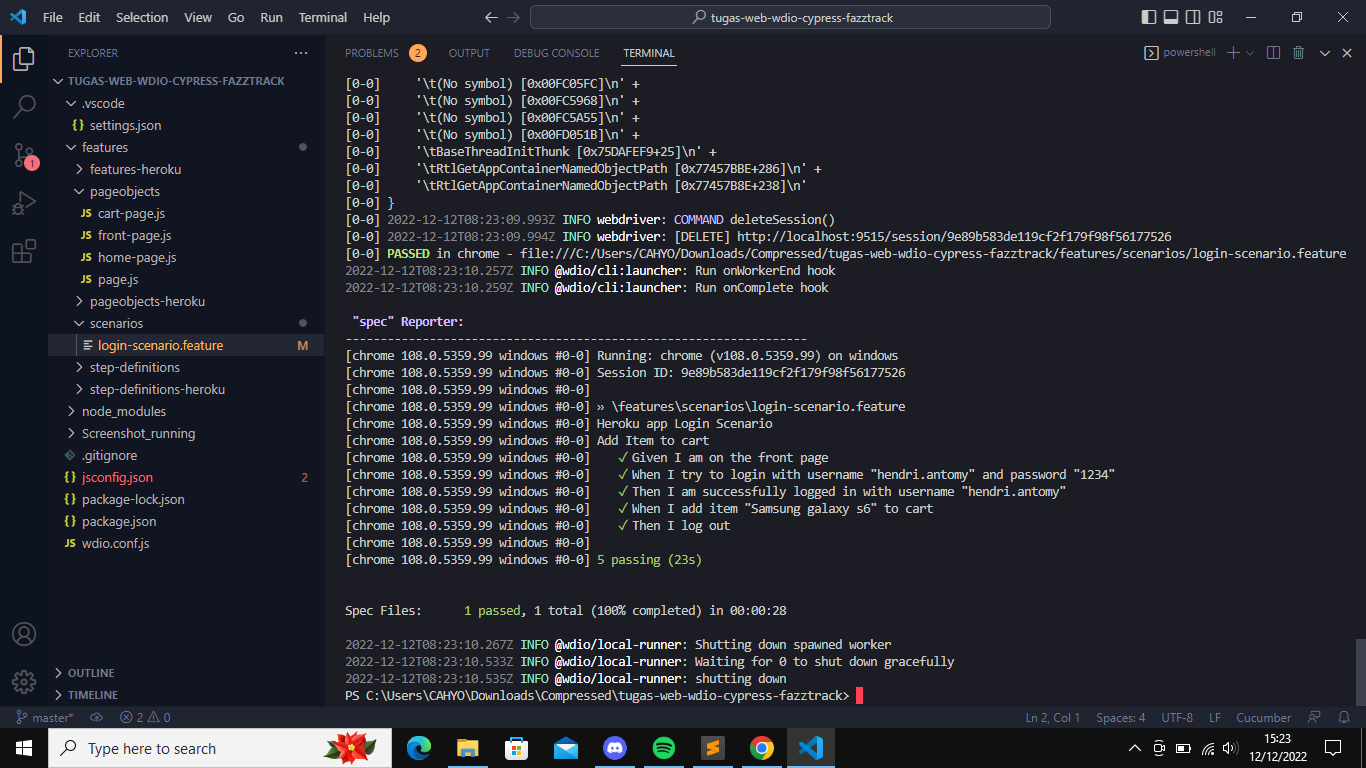 File Edit Selection View Go Run Terminal Help
tugas-web-wdio-cypress-fazztrack
EXPLORER
PROBLEMS 2 OUTPUT DEBUG CONSOLE TERMINAL
powershell
TUGAS-WEB-WDIO-CYPRESS-FAZZTRACK
.vscode
{} settings.json
features
features-heroku
pageobjects
JS cart-page.js
JS front-page.js
JS home-page.js
JS page.js
pageobjects-heroku
scenarios
login-scenario.feature M
step-definitions
step-definitions-heroku
node_modules
Screenshot_running
.gitignore
{} jsconfig.json 2
{} package-lock.json
{} package.json
JS wdio.conf.js
OUTLINE
TIMELINE
1
[0-0] '\t(No symbol) [0x00FC05FC]\n' +
[0-0] '\t(No symbol) [0x00FC5968]\n' +
[0-0] '\t(No symbol) [0x00FC5A55]\n' +
[0-0] '\t(No symbol) [0x00FD051B]\n' +
[0-0] '\tBaseThreadInitThunk [0x75DAFEF9+25]\n' +
[0-0] '\tRtlGetAppContainerNamedObjectPath [0x77457BBE+286]\n' +
[0-0] '\tRtlGetAppContainerNamedObjectPath [0x77457B8E+238]\n'
[0-0] }
[0-0] 2022-12-12T08:23:09.993Z INFO webdriver: COMMAND deleteSession()
[0-0] 2022-12-12T08:23:09.994Z INFO webdriver: [DELETE] http://localhost:9515/session/9e89b583de119cf2f179f98f56177526
[0-0] PASSED in chrome - file:///C:/Users/CAHYO/Downloads/Compressed/tugas-web-wdio-cypress-fazztrack/features/scenarios/login-scenario.feature
2022-12-12T08:23:10.257Z INFO @wdio/cli:launcher: Run onWorkerEnd hook
2022-12-12T08:23:10.259Z INFO @wdio/cli:launcher: Run onComplete hook
"spec" Reporter:
------------------------------------------------------------------
[chrome 108.0.5359.99 windows #0-0] Running: chrome (v108.0.5359.99) on windows
[chrome 108.0.5359.99 windows #0-0] Session ID: 9e89b583de119cf2f179f98f56177526
[chrome 108.0.5359.99 windows #0-0]
[chrome 108.0.5359.99 windows #0-0] » \features\scenarios\login-scenario.feature
[chrome 108.0.5359.99 windows #0-0] Heroku app Login Scenario
[chrome 108.0.5359.99 windows #0-0] Add Item to cart
[chrome 108.0.5359.99 windows #0-0] ✓ Given I am on the front page
[chrome 108.0.5359.99 windows #0-0] ✓ When I try to login with username "hendri.antomy" and password "1234"
[chrome 108.0.5359.99 windows #0-0] ✓ Then I am successfully logged in with username "hendri.antomy"
[chrome 108.0.5359.99 windows #0-0] ✓ When I add item "Samsung galaxy s6" to cart
[chrome 108.0.5359.99 windows #0-0] ✓ Then I log out
[chrome 108.0.5359.99 windows #0-0]
[chrome 108.0.5359.99 windows #0-0] 5 passing (23s)
Spec Files: 1 passed, 1 total (100% completed) in 00:00:28
2022-12-12T08:23:10.267Z INFO @wdio/local-runner: Shutting down spawned worker
2022-12-12T08:23:10.533Z INFO @wdio/local-runner: Waiting for 0 to shut down gracefully
2022-12-12T08:23:10.535Z INFO @wdio/local-runner: shutting down
PS C:\Users\CAHYO\Downloads\Compressed\tugas-web-wdio-cypress-fazztrack>
master* 2 0 Ln 2, Col 1 Spaces: 4 UTF-8 LF Cucumber
Type here to search
15:23
12/12/2022